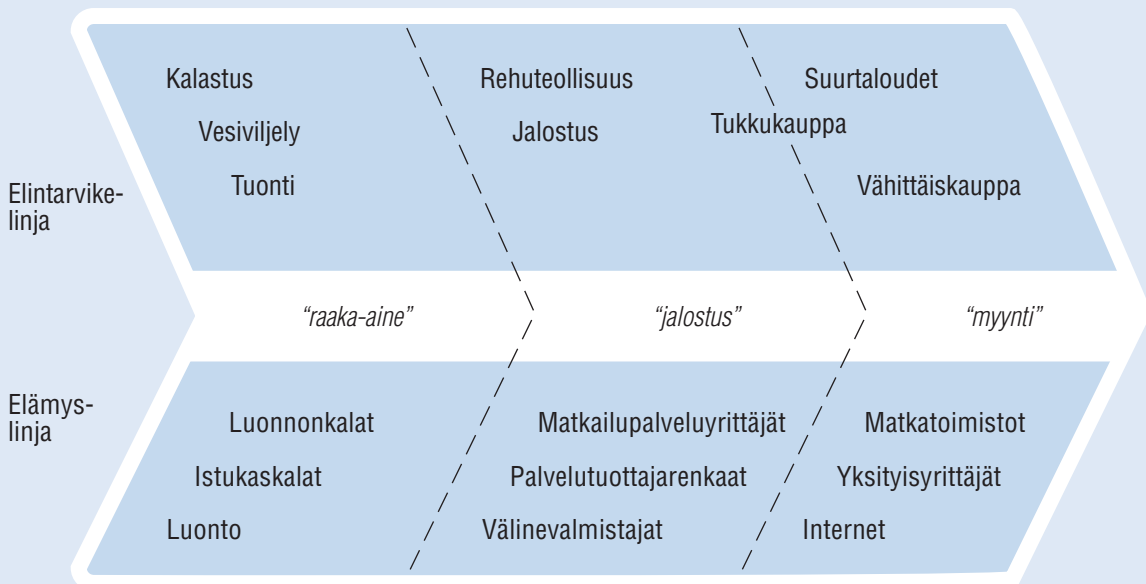 Kalastus
Vesiviljely
Tuonti
Rehuteollisuus
Jalostus
Suurtaloudet
Tukkukauppa
Vähittäiskauppa
Elintarvike-
linja
“raaka-aine”
“jalostus”
“myynti”
Elämys-
linja
Luonnonkalat
Istukaskalat
Luonto
Matkailupalveluyrittäjät
Palvelutuottajarenkaat
Välinevalmistajat
Matkatoimistot
Yksityisyrittäjät
Internet